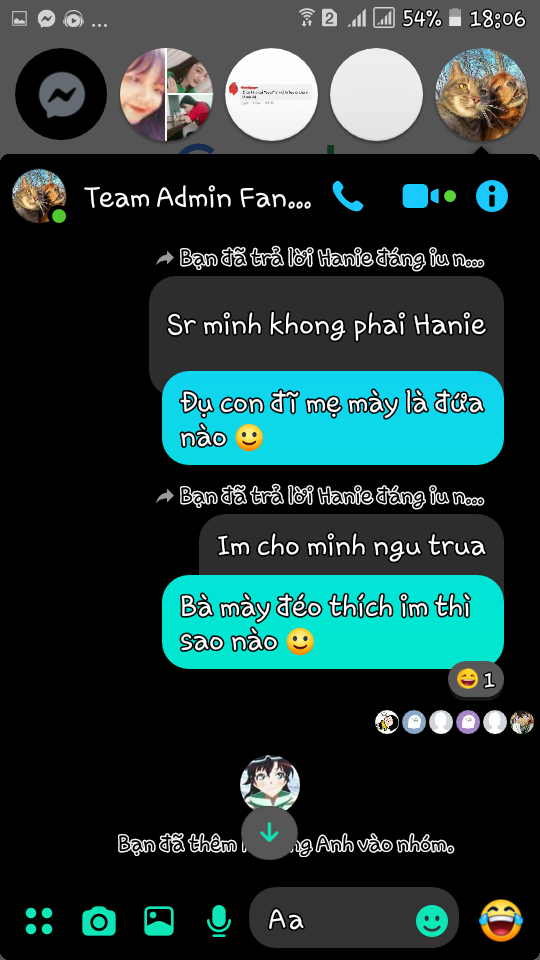 ... 2 54% 18:06
Team Admin Fan...
Bạn đã trả lời Hanie đáng iu n...
Sr minh khong phai Hanie
Đụ con đĩ mẹ mày là đứa
nào 🙂
Bạn đã trả lời Hanie đáng iu n...
Im cho minh ngu trua
Bà mày đéo thích im thì
sao nào 🙂
😄 1
Bạn đã thêm Anh vào nhóm.
Aa